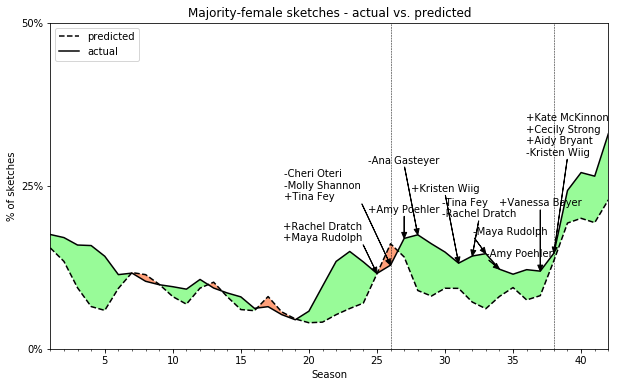 Majority-female sketches - actual vs. predicted
50%
25%
0%
% of sketches
predicted
actual
+Kate McKinnon
+Cecily Strong
+Aidy Bryant
-Kristen Wiig
-Ana Gasteyer
-Cheri Oteri
-Molly Shannon
+Tina Fey
+Kristen Wiig
+Amy Poehler
-Tina Fey
-Rachel Dratch
+Vanessa Bayer
+Rachel Dratch
+Maya Rudolph
-Maya Rudolph
-Amy Poehler
5 10 15 20 25 30 35 40
Season